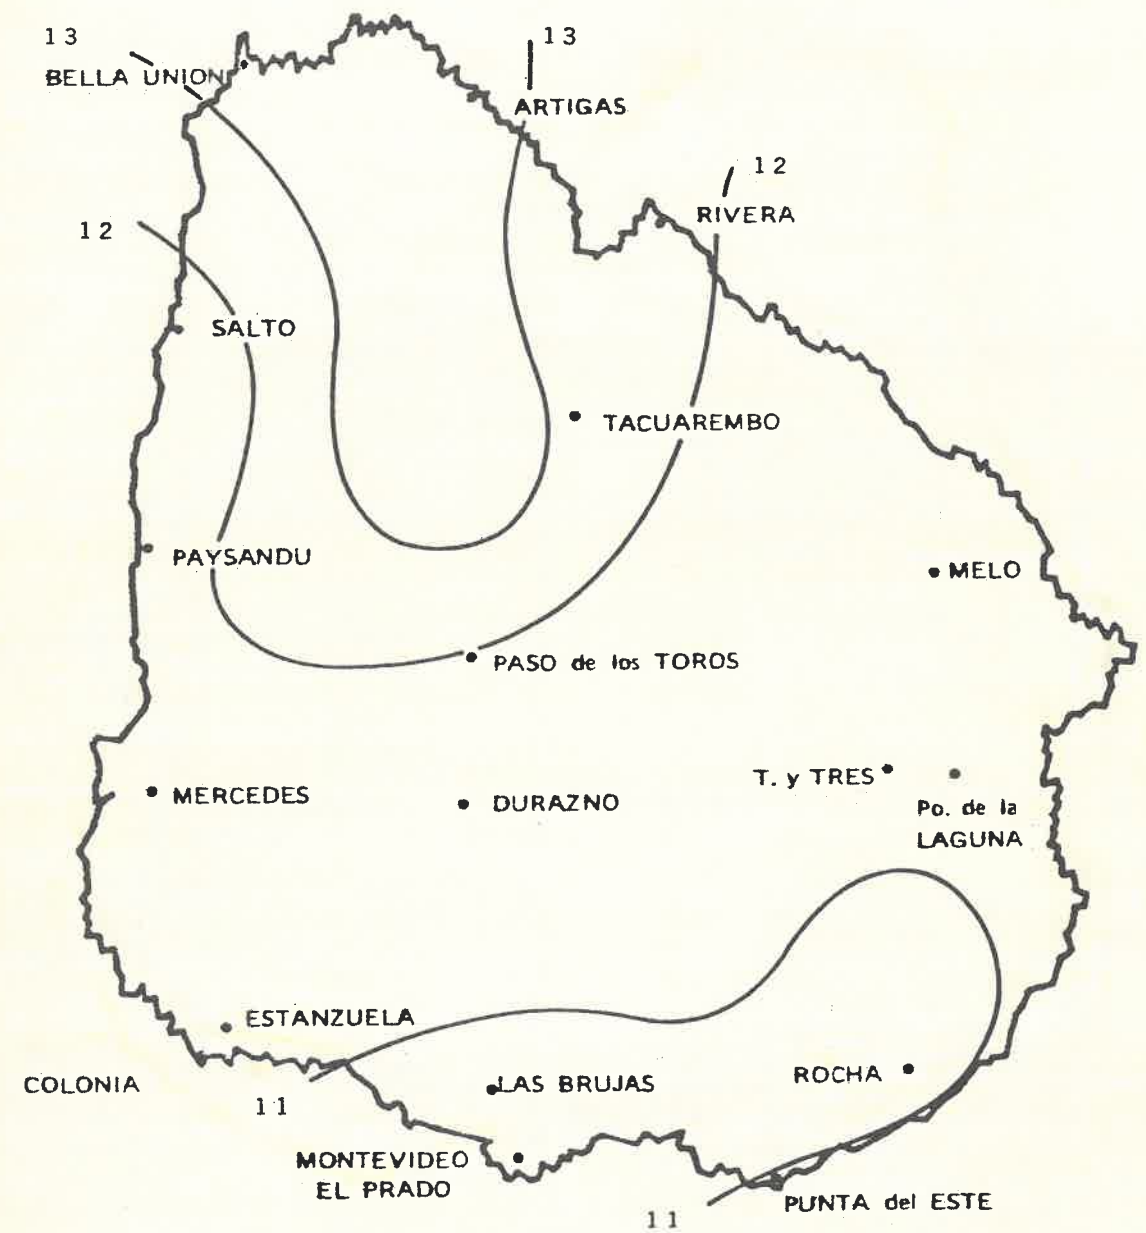 13
13
BELLA UNION
ARTIGAS
12
RIVERA
12
SALTO
TACUAREMBO
PAYSANDU
MELO
PASO de los TOROS
T. y TRES
MERCEDES
DURAZNO
Po. de la
LAGUNA
ESTANZUELA
COLONIA
LAS BRUJAS
ROCHA
11
MONTEVIDEO
EL PRADO
PUNTA del ESTE
11